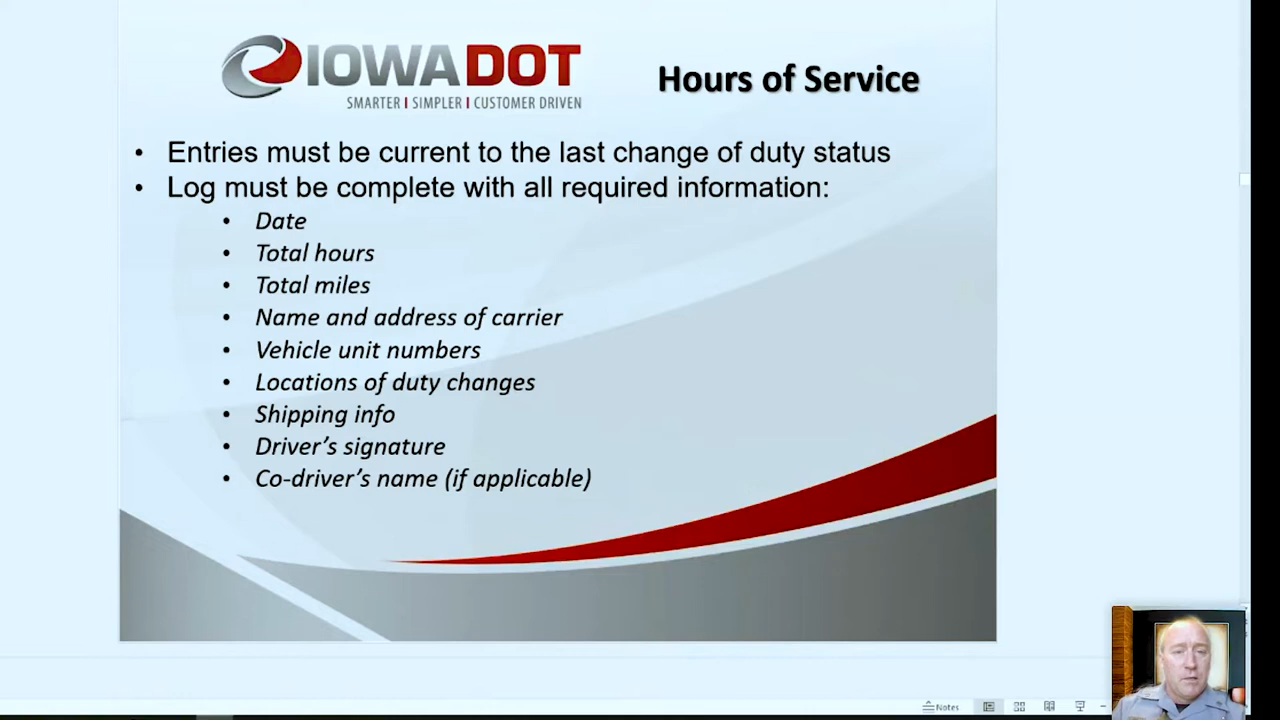 IOWADOT
SMARTER | SIMPLER | CUSTOMER DRIVEN
Hours of Service
• Entries must be current to the last change of duty status
• Log must be complete with all required information:
• Date
• Total hours
• Total miles
• Name and address of carrier
• Vehicle unit numbers
• Locations of duty changes
• Shipping info
• Driver's signature
• Co-driver's name (if applicable)
Notes